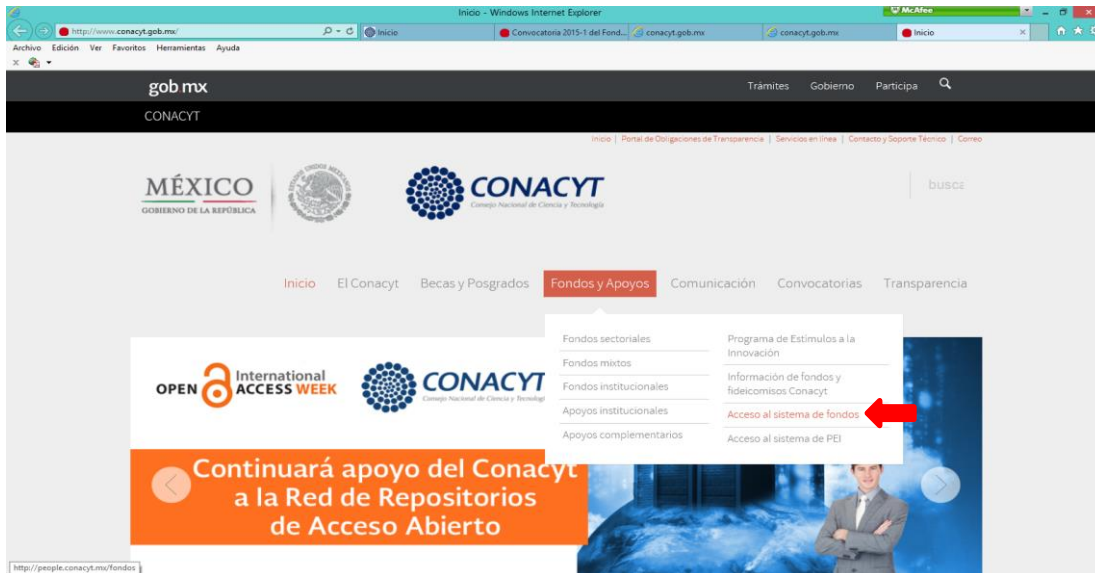 Inicio - Windows Internet Explorer
McAfee
http://www.conacyt.gob.mx/
Inicio
Convocatoria 2015-1 del Fond...
conacyt.gob.mx
conacyt.gob.mx
Inicio
Archivo Edición Ver Favoritos Herramientas Ayuda
gob.mx
Trámites Gobierno Participa
CONACYT
Inicio | Portal de Obligaciones de Transparencia | Servicios en línea | Contacto y Soporte Técnico | Correo
MÉXICO
GOBIERNO DE LA REPÚBLICA
ESTADOS UNIDOS MEXICANOS
CONACYT
Consejo Nacional de Ciencia y Tecnología
busca
Inicio El Conacyt Becas y Posgrados Fondos y Apoyos Comunicación Convocatorias Transparencia
Fondos sectoriales
Fondos mixtos
Fondos institucionales
Apoyos institucionales
Apoyos complementarios
Programa de Estimulos a la
Innovación
Información de fondos y
fideicomisos Conacyt
Acceso al sistema de fondos
Acceso al sistema de PEI
OPEN International
ACCESS WEEK
CONACYT
Consejo Nacional de Ciencia y Tecnolog
Continuará apoyo del Conacyt
a la Red de Repositorios
de Acceso Abierto
http://people.conacyt.mx/fondos